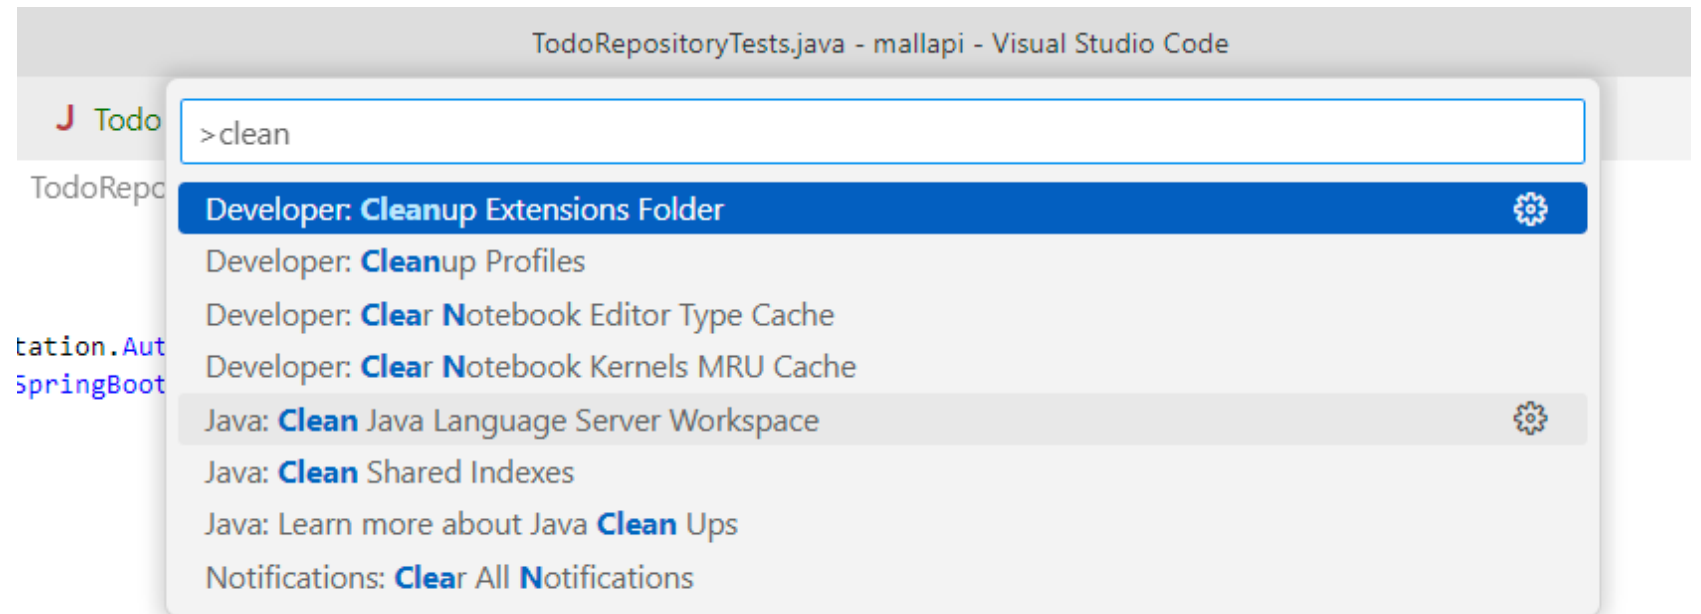 TodoRepositoryTests.java - mallapi - Visual Studio Code
J Todo
>clean
TodoRepo
Developer: Cleanup Extensions Folder
Developer: Cleanup Profiles
Developer: Clear Notebook Editor Type Cache
tation.Aut
Developer: Clear Notebook Kernels MRU Cache
SpringBoot
Java: Clean Java Language Server Workspace
Java: Clean Shared Indexes
Java: Learn more about Java Clean Ups
Notifications: Clear All Notifications